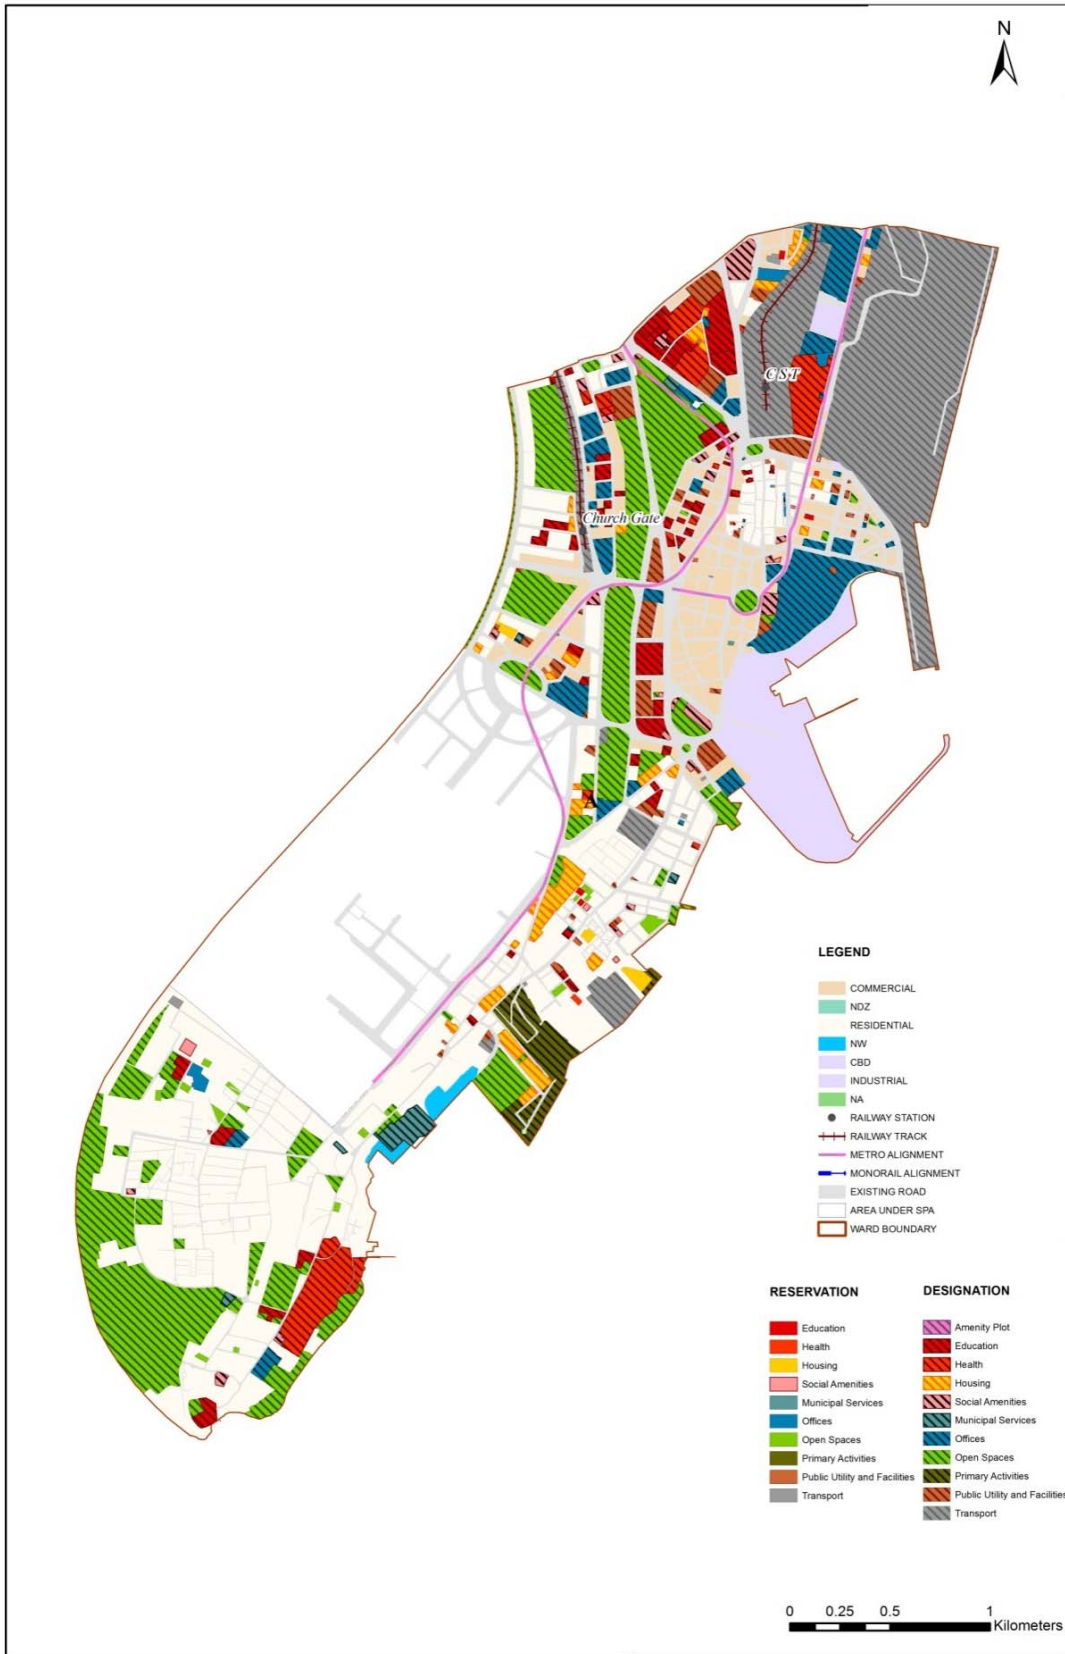 N
CST
Church Gate
A
LEGEND
COMMERCIAL
NDZ
RESIDENTIAL
NW
CBD
INDUSTRIAL
NA
RAILWAY STATION
RAILWAY TRACK
METRO ALIGNMENT
MONORAIL ALIGNMENT
EXISTING ROAD
AREA UNDER SPA
WARD BOUNDARY
RESERVATION
Education
Health
Housing
Social Amenities
Municipal Services
Offices
Open Spaces
Primary Activities
Public Utility and Facilities
Transport
DESIGNATION
Amenity Plot
Education
Health
Housing
Social Amenities
Municipal Services
Offices
Open Spaces
Primary Activities
Public Utility and Facilities
Transport
0 0.25 0.5 1
Kilometers